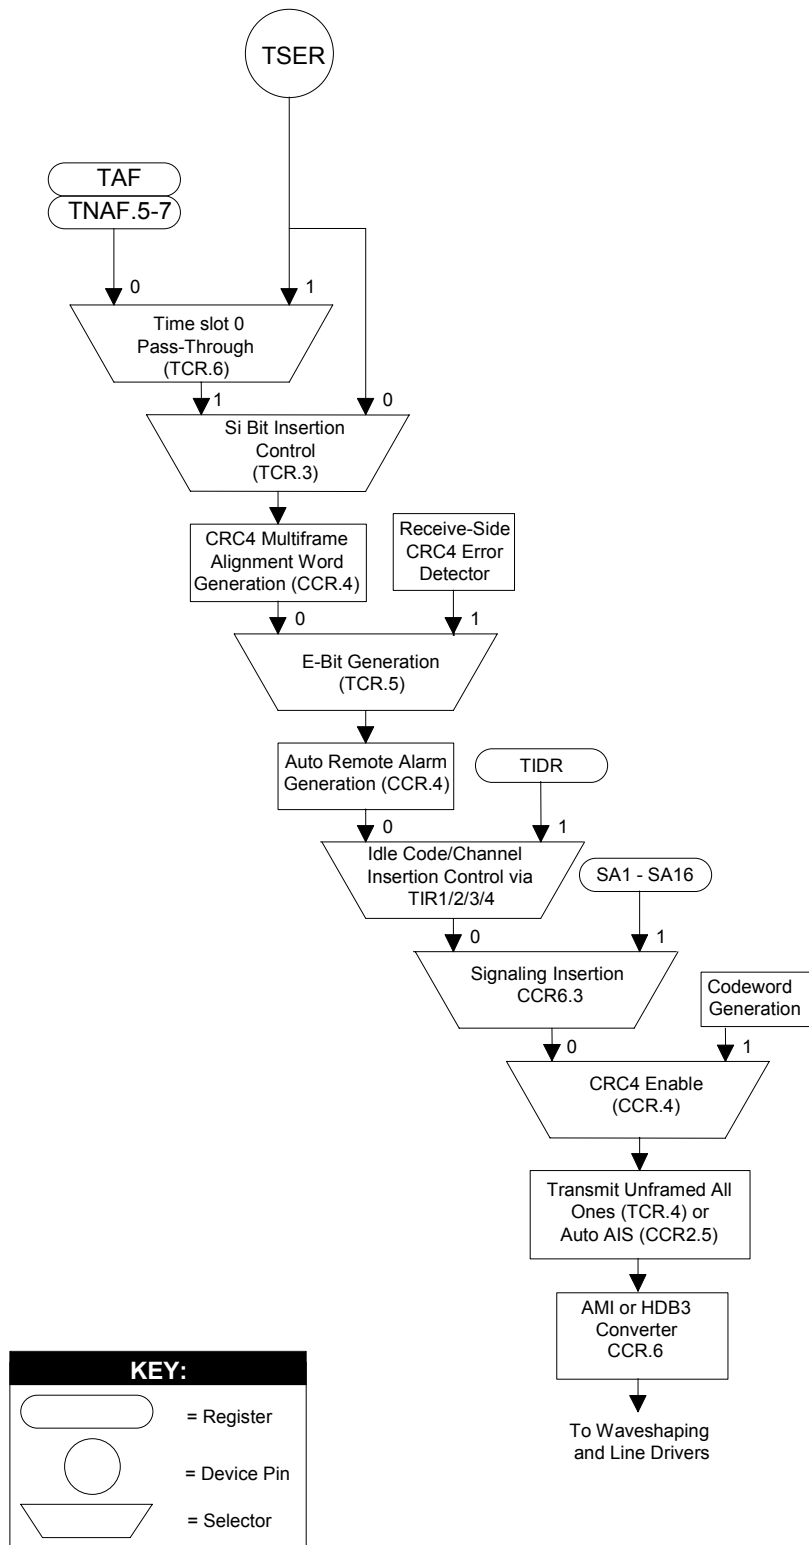 TSER
TAF
TNAF.5-7
0
1
Time slot 0
Pass-Through
(TCR.6)
1
0
Si Bit Insertion
Control
(TCR.3)
CRC4 Multiframe
Alignment Word
Generation (CCR.4)
Receive-Side
CRC4 Error
Detector
0
1
E-Bit Generation
(TCR.5)
Auto Remote Alarm
Generation (CCR.4)
TIDR
0
1
Idle Code/Channel
Insertion Control via
TIR1/2/3/4
SA1 - SA16
0
1
Signaling Insertion
CCR6.3
Codeword
Generation
0
1
CRC4 Enable
(CCR.4)
Transmit Unframed All
Ones (TCR.4) or
Auto AIS (CCR2.5)
AMI or HDB3
Converter
CCR.6
To Waveshaping
and Line Drivers
KEY:
= Register
= Device Pin
= Selector